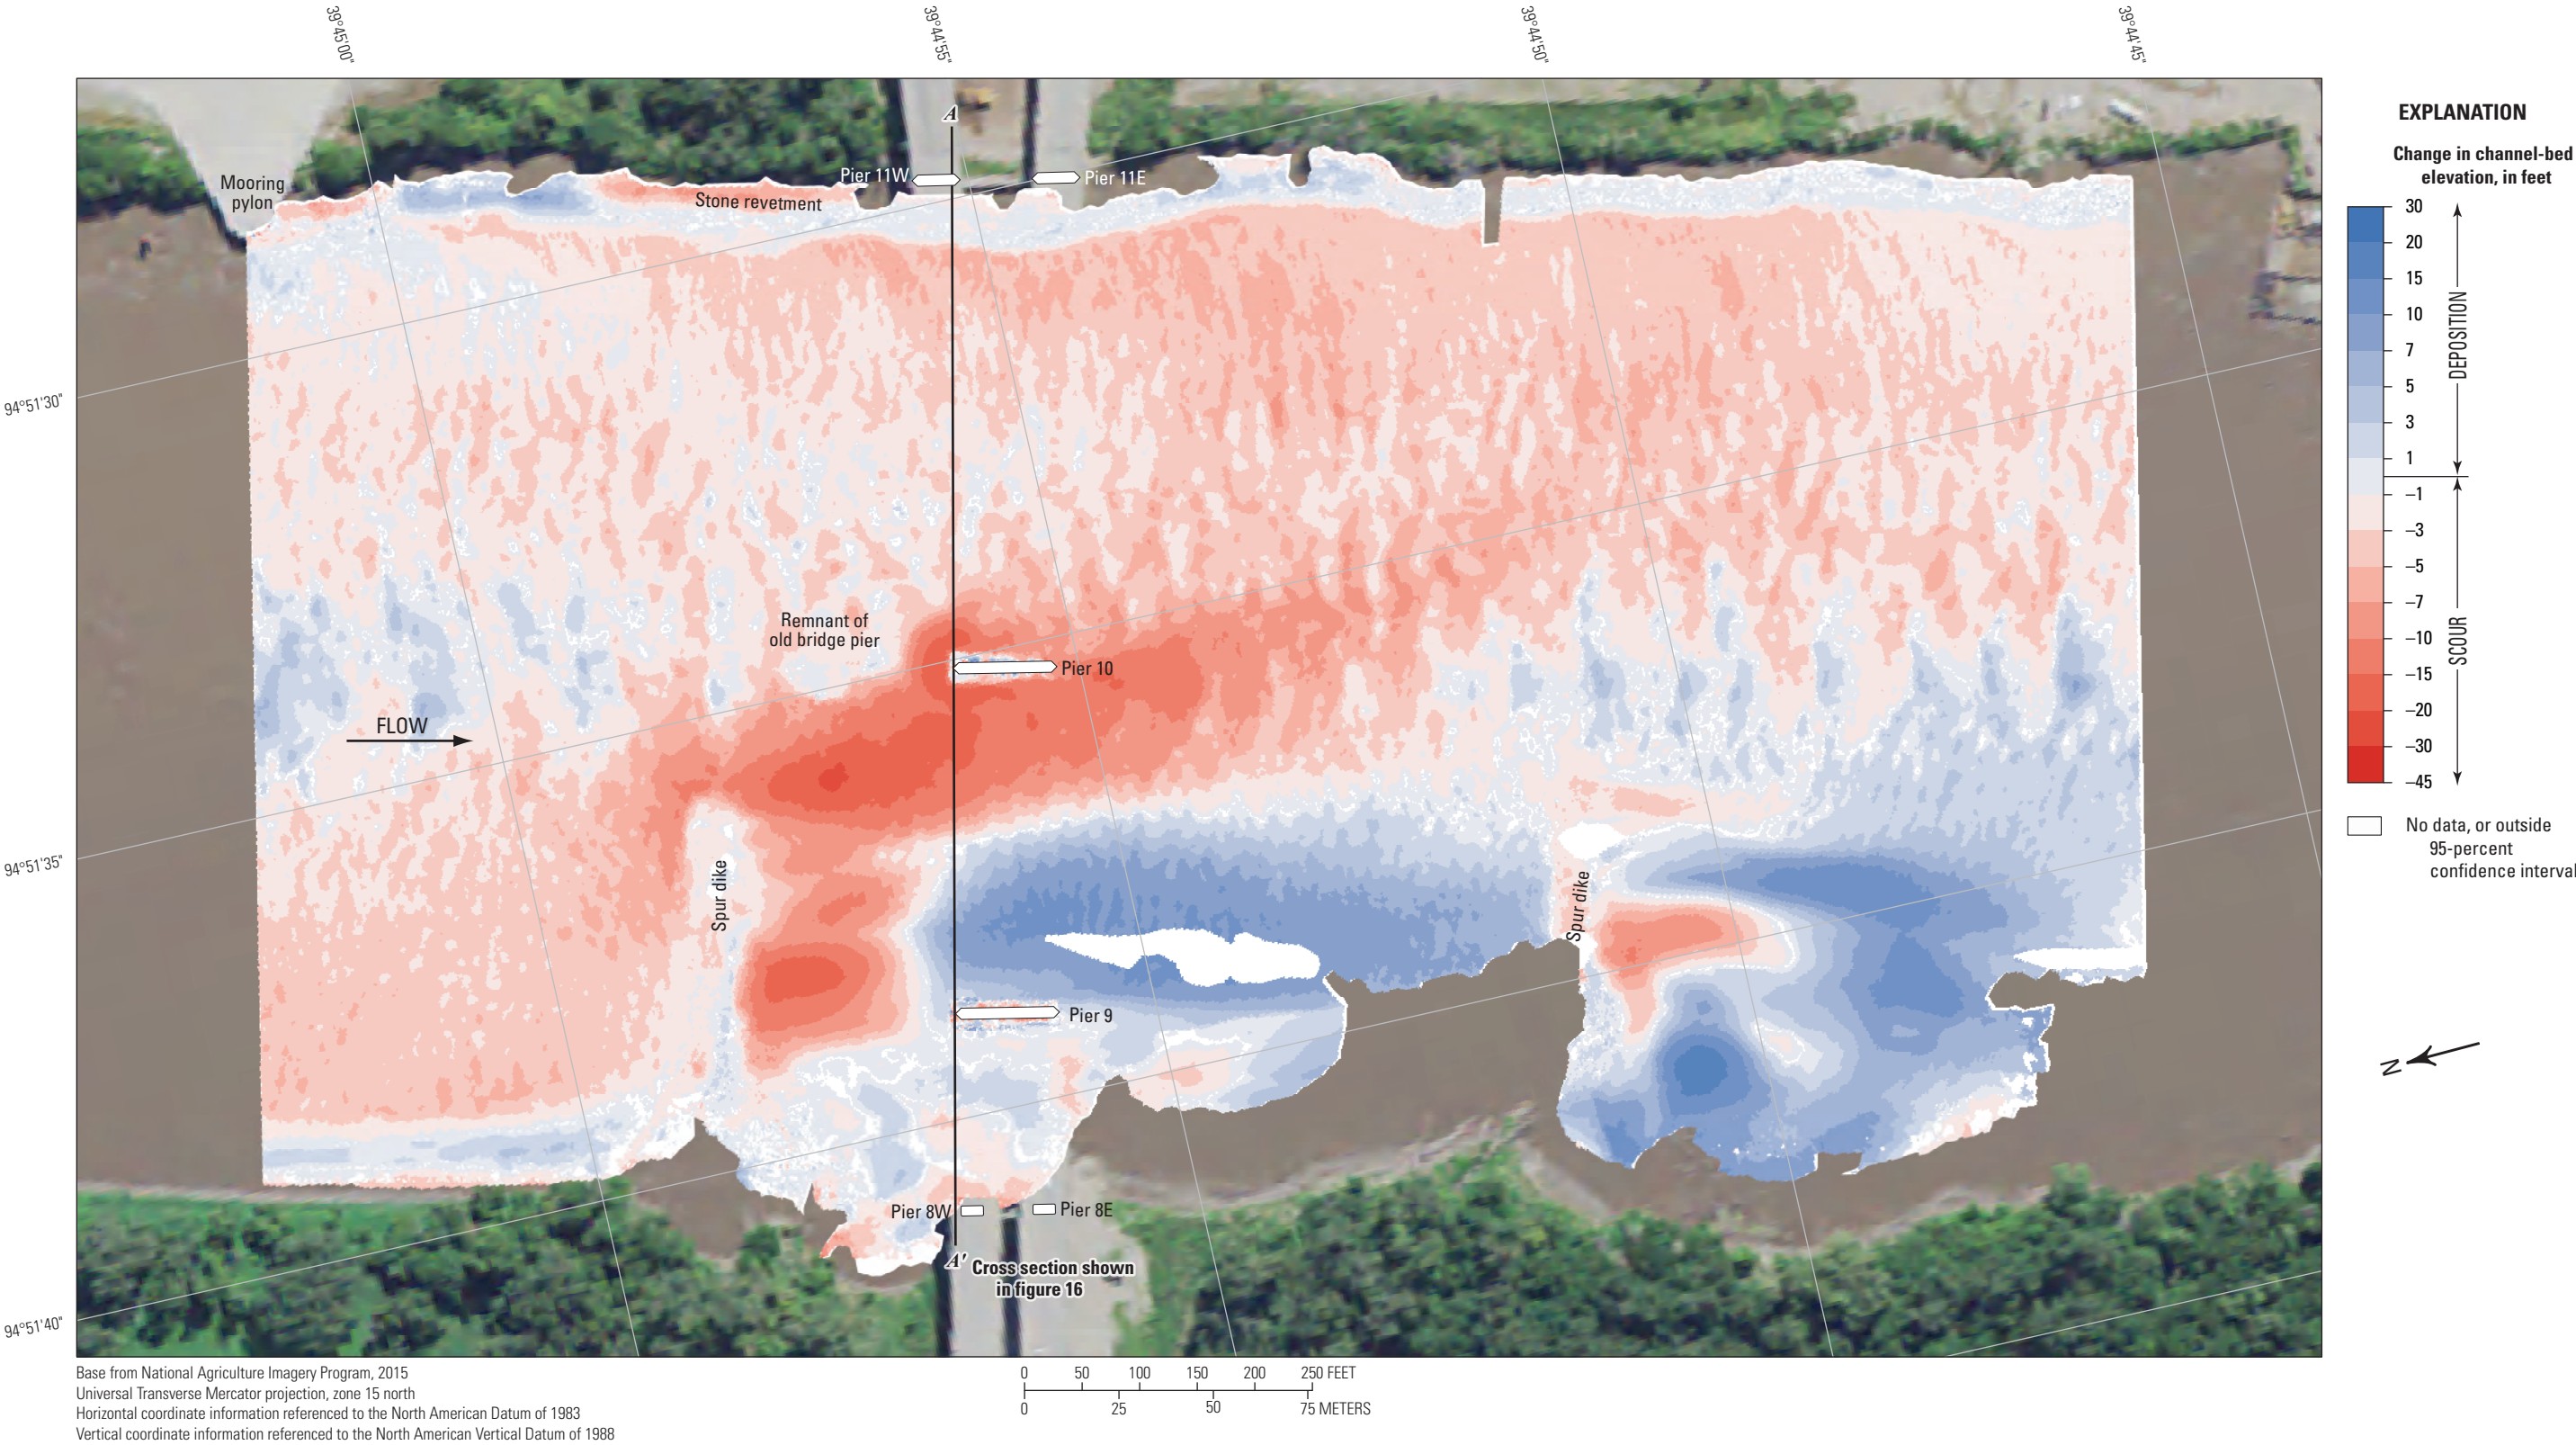 39°45'00"
39°44'55"
39°44'50"
39°44'45"
94°51'30"
94°51'35"
94°51'40"
A
Pier 11W
Pier 11E
Mooring
pylon
Stone revetment
Remnant of
old bridge pier
Pier 10
FLOW
Spur dike
Spur dike
Pier 9
Pier 8W
Pier 8E
A'
Cross section shown
in figure 16
EXPLANATION
Change in channel-bed
elevation, in feet
30
20
15
10
7
5
3
1
–1
–3
–5
–7
–10
–15
–20
–30
–45
DEPOSITION
SCOUR
No data, or outside
95-percent
confidence interval
N
Base from National Agriculture Imagery Program, 2015
Universal Transverse Mercator projection, zone 15 north
Horizontal coordinate information referenced to the North American Datum of 1983
Vertical coordinate information referenced to the North American Vertical Datum of 1988
0 50 100 150 200 250 FEET
0 25 50 75 METERS